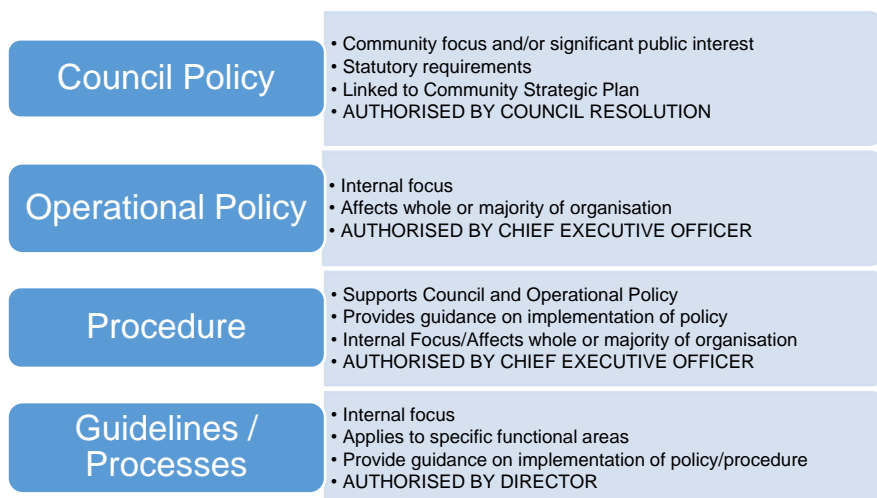 Council Policy
• Community focus and/or significant public interest
• Statutory requirements
• Linked to Community Strategic Plan
• AUTHORISED BY COUNCIL RESOLUTION
Operational Policy
• Internal focus
• Affects whole or majority of organisation
• AUTHORISED BY CHIEF EXECUTIVE OFFICER
Procedure
• Supports Council and Operational Policy
• Provides guidance on implementation of policy
• Internal Focus/Affects whole or majority of organisation
• AUTHORISED BY CHIEF EXECUTIVE OFFICER
Guidelines /
Processes
• Internal focus
• Applies to specific functional areas
• Provide guidance on implementation of policy/procedure
• AUTHORISED BY DIRECTOR